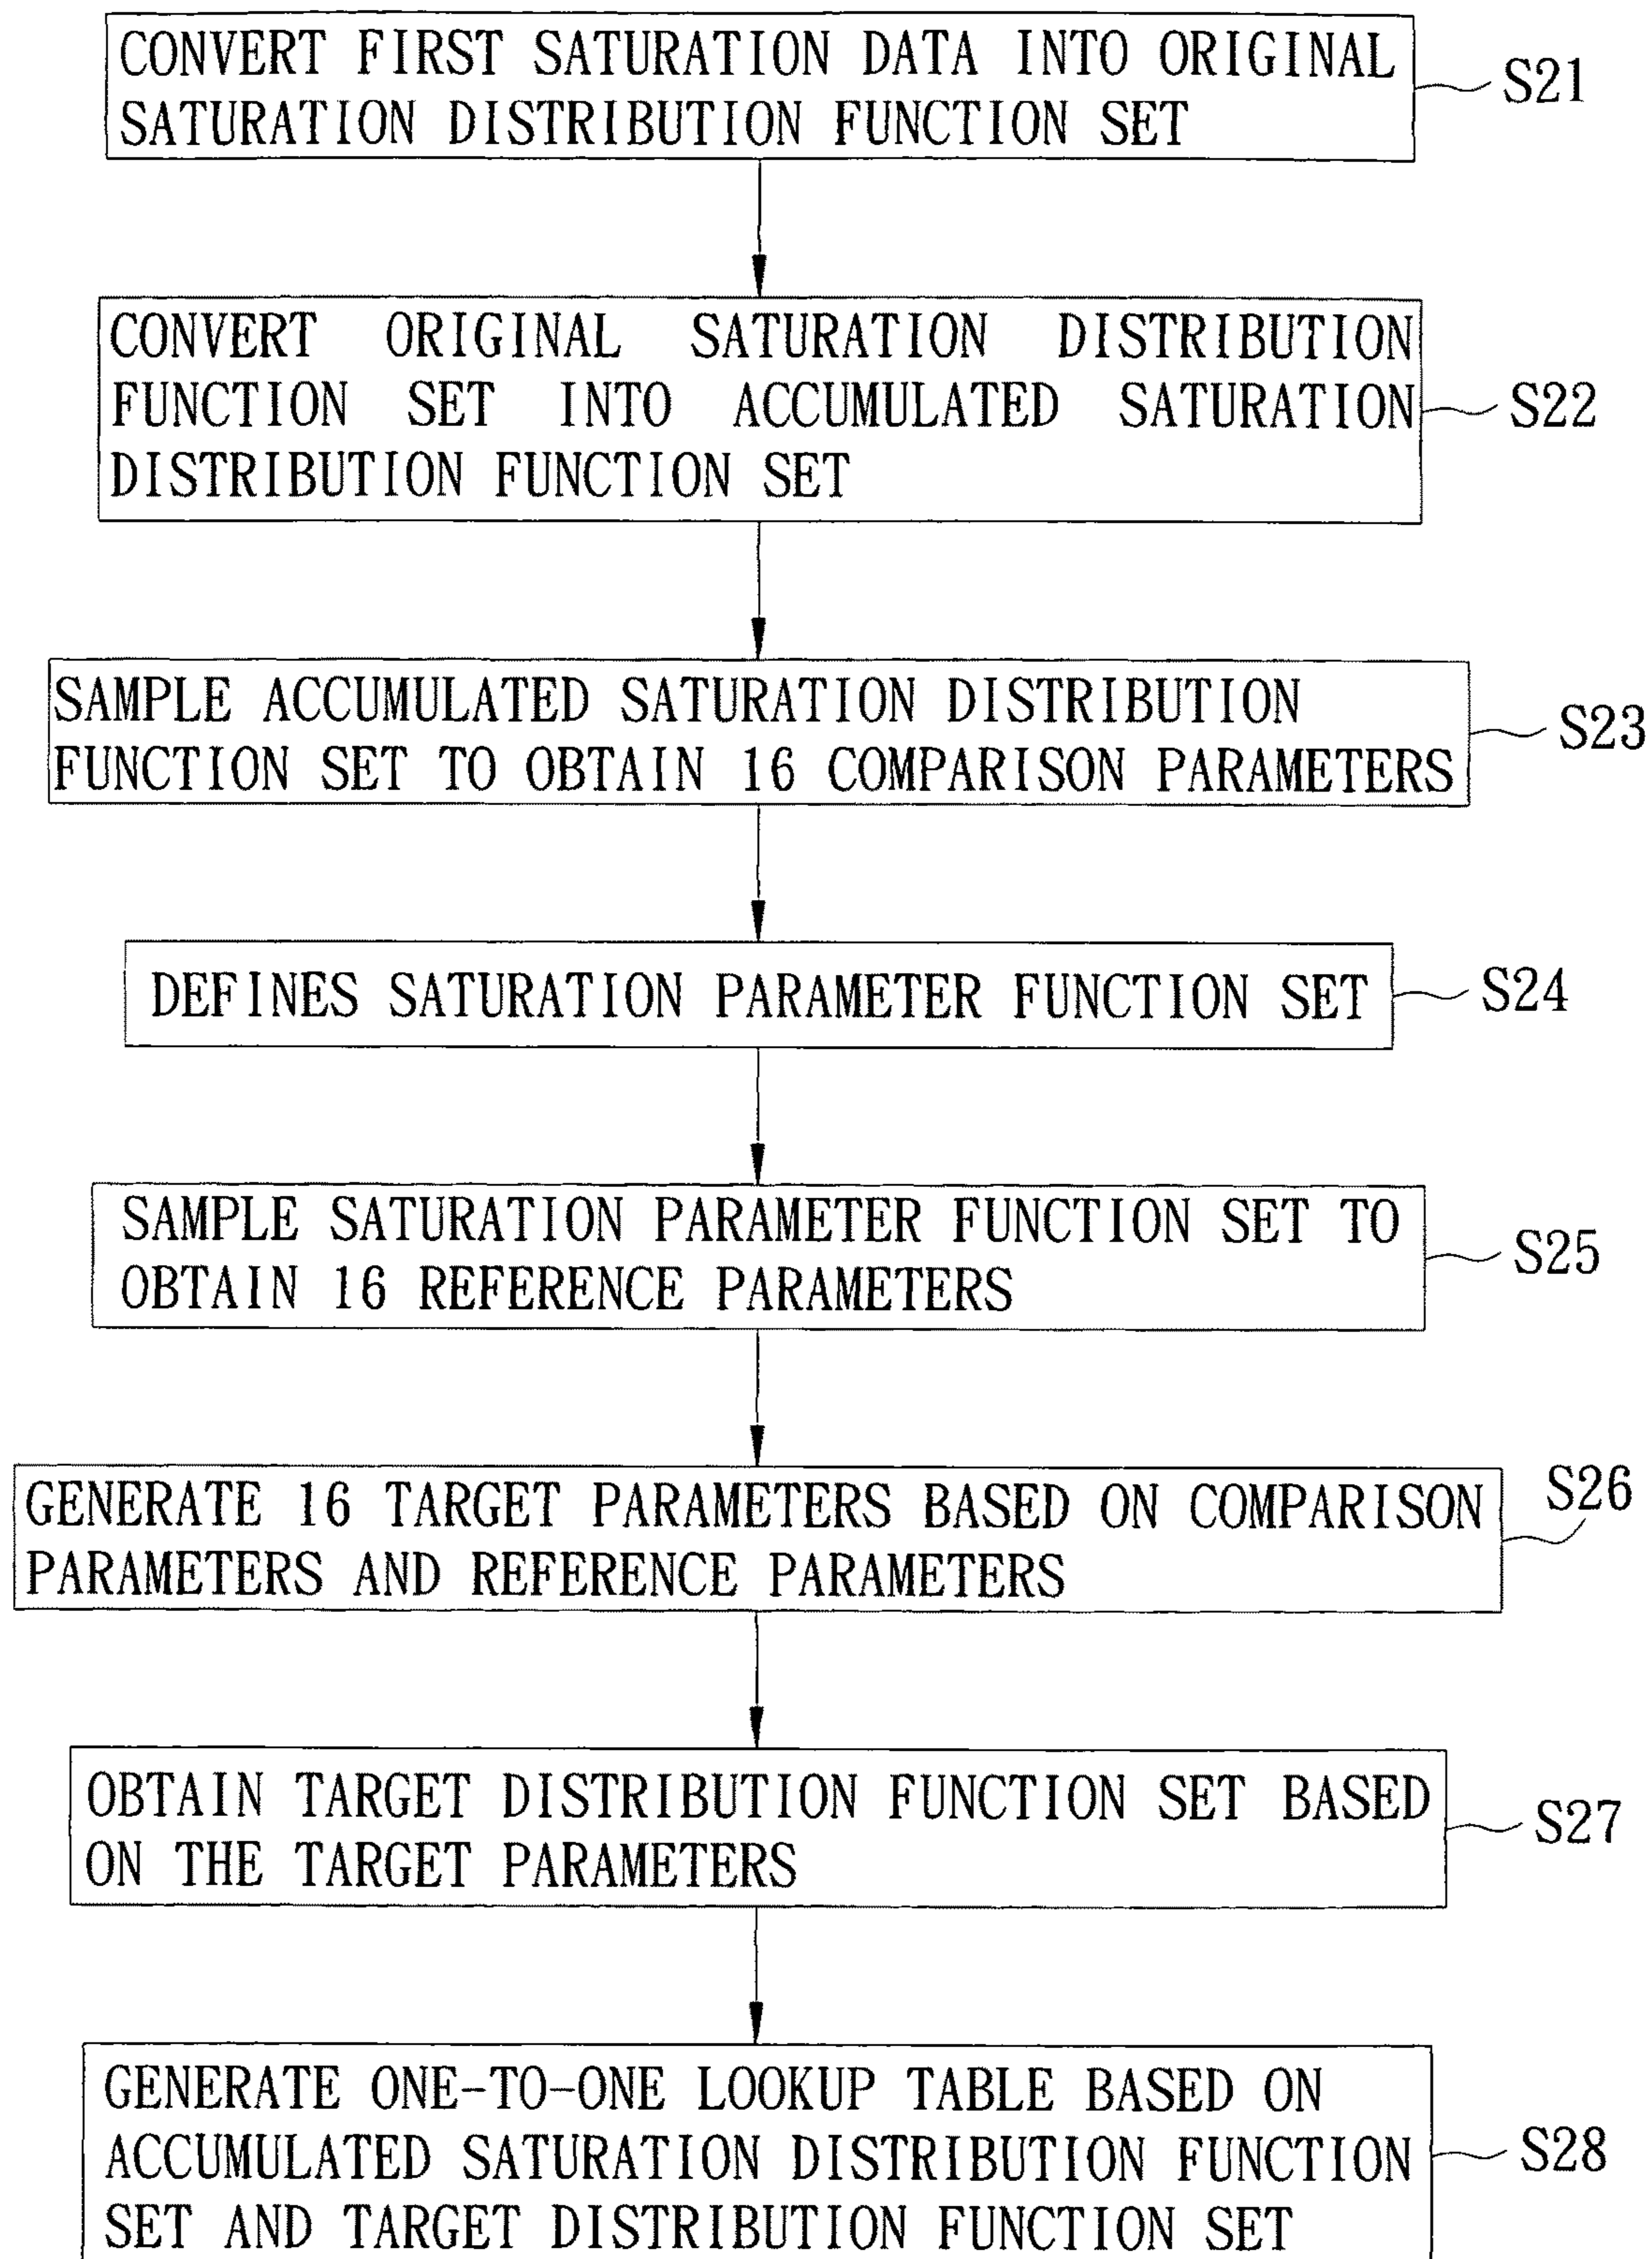 CONVERT FIRST SATURATION DATA INTO ORIGINAL
SATURATION DISTRIBUTION FUNCTION SET
S21
CONVERT ORIGINAL SATURATION DISTRIBUTION
FUNCTION SET INTO ACCUMULATED SATURATION
DISTRIBUTION FUNCTION SET
S22
SAMPLE ACCUMULATED SATURATION DISTRIBUTION
FUNCTION SET TO OBTAIN 16 COMPARISON PARAMETERS
S23
DEFINES SATURATION PARAMETER FUNCTION SET
S24
SAMPLE SATURATION PARAMETER FUNCTION SET TO
OBTAIN 16 REFERENCE PARAMETERS
S25
GENERATE 16 TARGET PARAMETERS BASED ON COMPARISON
PARAMETERS AND REFERENCE PARAMETERS
S26
OBTAIN TARGET DISTRIBUTION FUNCTION SET BASED
ON THE TARGET PARAMETERS
S27
GENERATE ONE-TO-ONE LOOKUP TABLE BASED ON
ACCUMULATED SATURATION DISTRIBUTION FUNCTION
SET AND TARGET DISTRIBUTION FUNCTION SET
S28